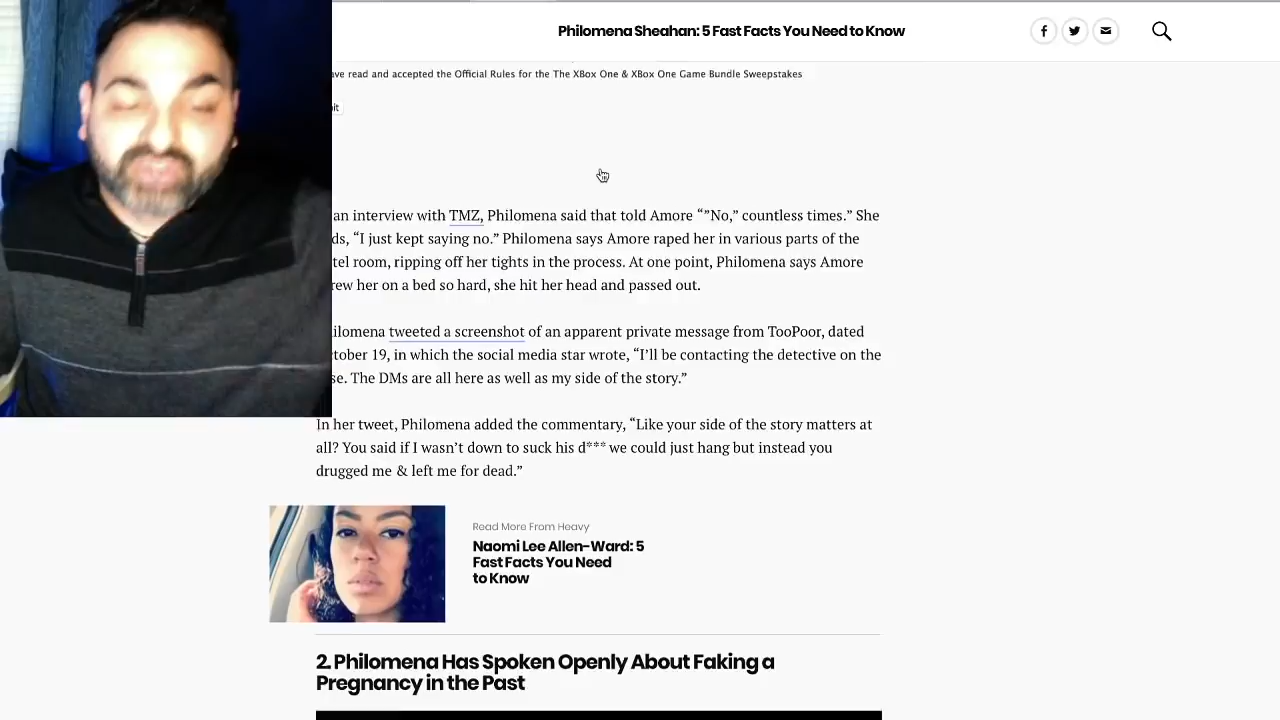 Philomena Sheahan: 5 Fast Facts You Need to Know
ave read and accepted the Official Rules for the The XBox One & XBox One Game Bundle Sweepstakes
it
an interview with TMZ, Philomena said that told Amore “”No,” countless times.” She
ds, “I just kept saying no.” Philomena says Amore raped her in various parts of the
tel room, ripping off her tights in the process. At one point, Philomena says Amore
rew her on a bed so hard, she hit her head and passed out.
ilomena tweeted a screenshot of an apparent private message from TooPoor, dated
ctober 19, in which the social media star wrote, “I’ll be contacting the detective on the
se. The DMs are all here as well as my side of the story.”
In her tweet, Philomena added the commentary, “Like your side of the story matters at
all? You said if I wasn’t down to suck his d*** we could just hang but instead you
drugged me & left me for dead.”
Read More From Heavy
Naomi Lee Allen-Ward: 5
Fast Facts You Need
to Know
2. Philomena Has Spoken Openly About Faking a
Pregnancy in the Past